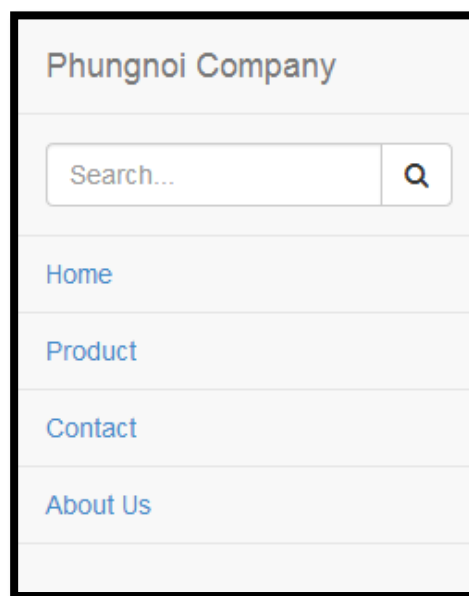 Phungnoi Company
Search...
Home
Product
Contact
About Us